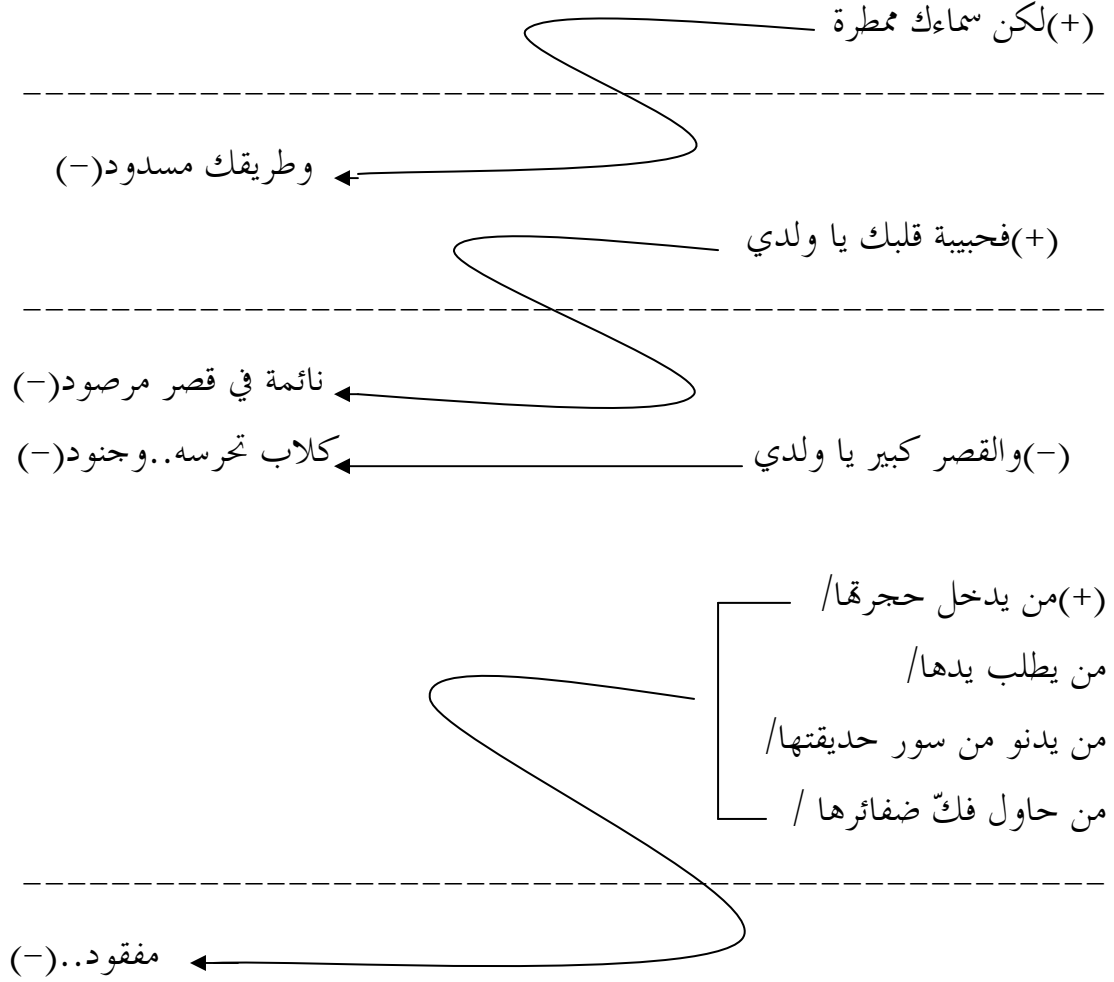 (+)لكن سماءك ممطرة
وطريقك مسدود(-)
(+)فحبيبة قلبك يا ولدي
نائمة في قصر مرصود(-)
(-)والقصر كبير يا ولدي كلاب تحرسه..وجنود(-)
(+)من يدخل حجرتها/
من يطلب يدها/
من يدنو من سور حديقتها/
من حاول فكّ ضفائرها /
مفقود..(-)